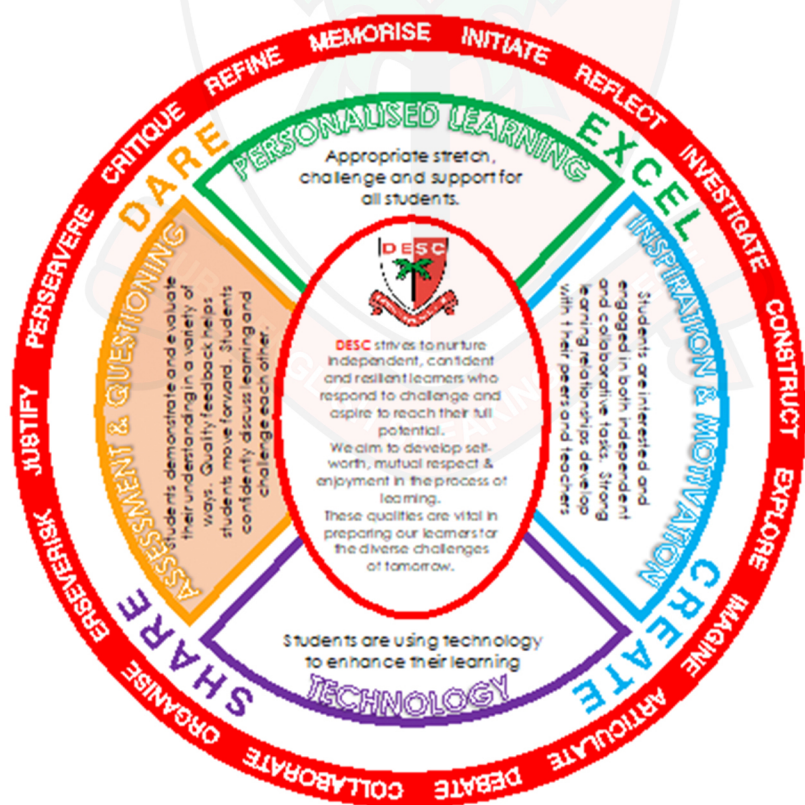 MEMORISE
INITIATE
REFLECT
INVESTIGATE
CONSTRUCT
EXPLORE
IMAGINE
ARTICULATE
DEBATE
COLLABORATE
ORGANISE
ERSEVERISK
JUSTIFY
PERSERVERE
CRITIQUE
REFINE
DARE
EXCEL
CREATE
SHARE
PERSONALISED LEARNING
Appropriate stretch,
challenge and support for
all students.
INSPIRATION & MOTIVATION
Students are interested and
engaged in both independent
and collaborative tasks. Strong
learning relationships develop
with their peers and teachers
Students are using technology
to enhance their learning
TECHNOLOGY
ASSESSMENT & QUESTIONING
Students demonstrate and evaluate
their understanding in a variety of
ways. Quality feedback helps
students move forward. Students
confidently discuss learning and
challenge each other.
DESC
DESC strives to nurture
independent, confident
and resilient learners who
respond to challenge and
aspire to reach their full
potential.
We aim to develop self-
worth, mutual respect &
enjoyment in the process of
learning.
These qualities are vital in
preparing our learners for
the diverse challenges
of tomorrow.